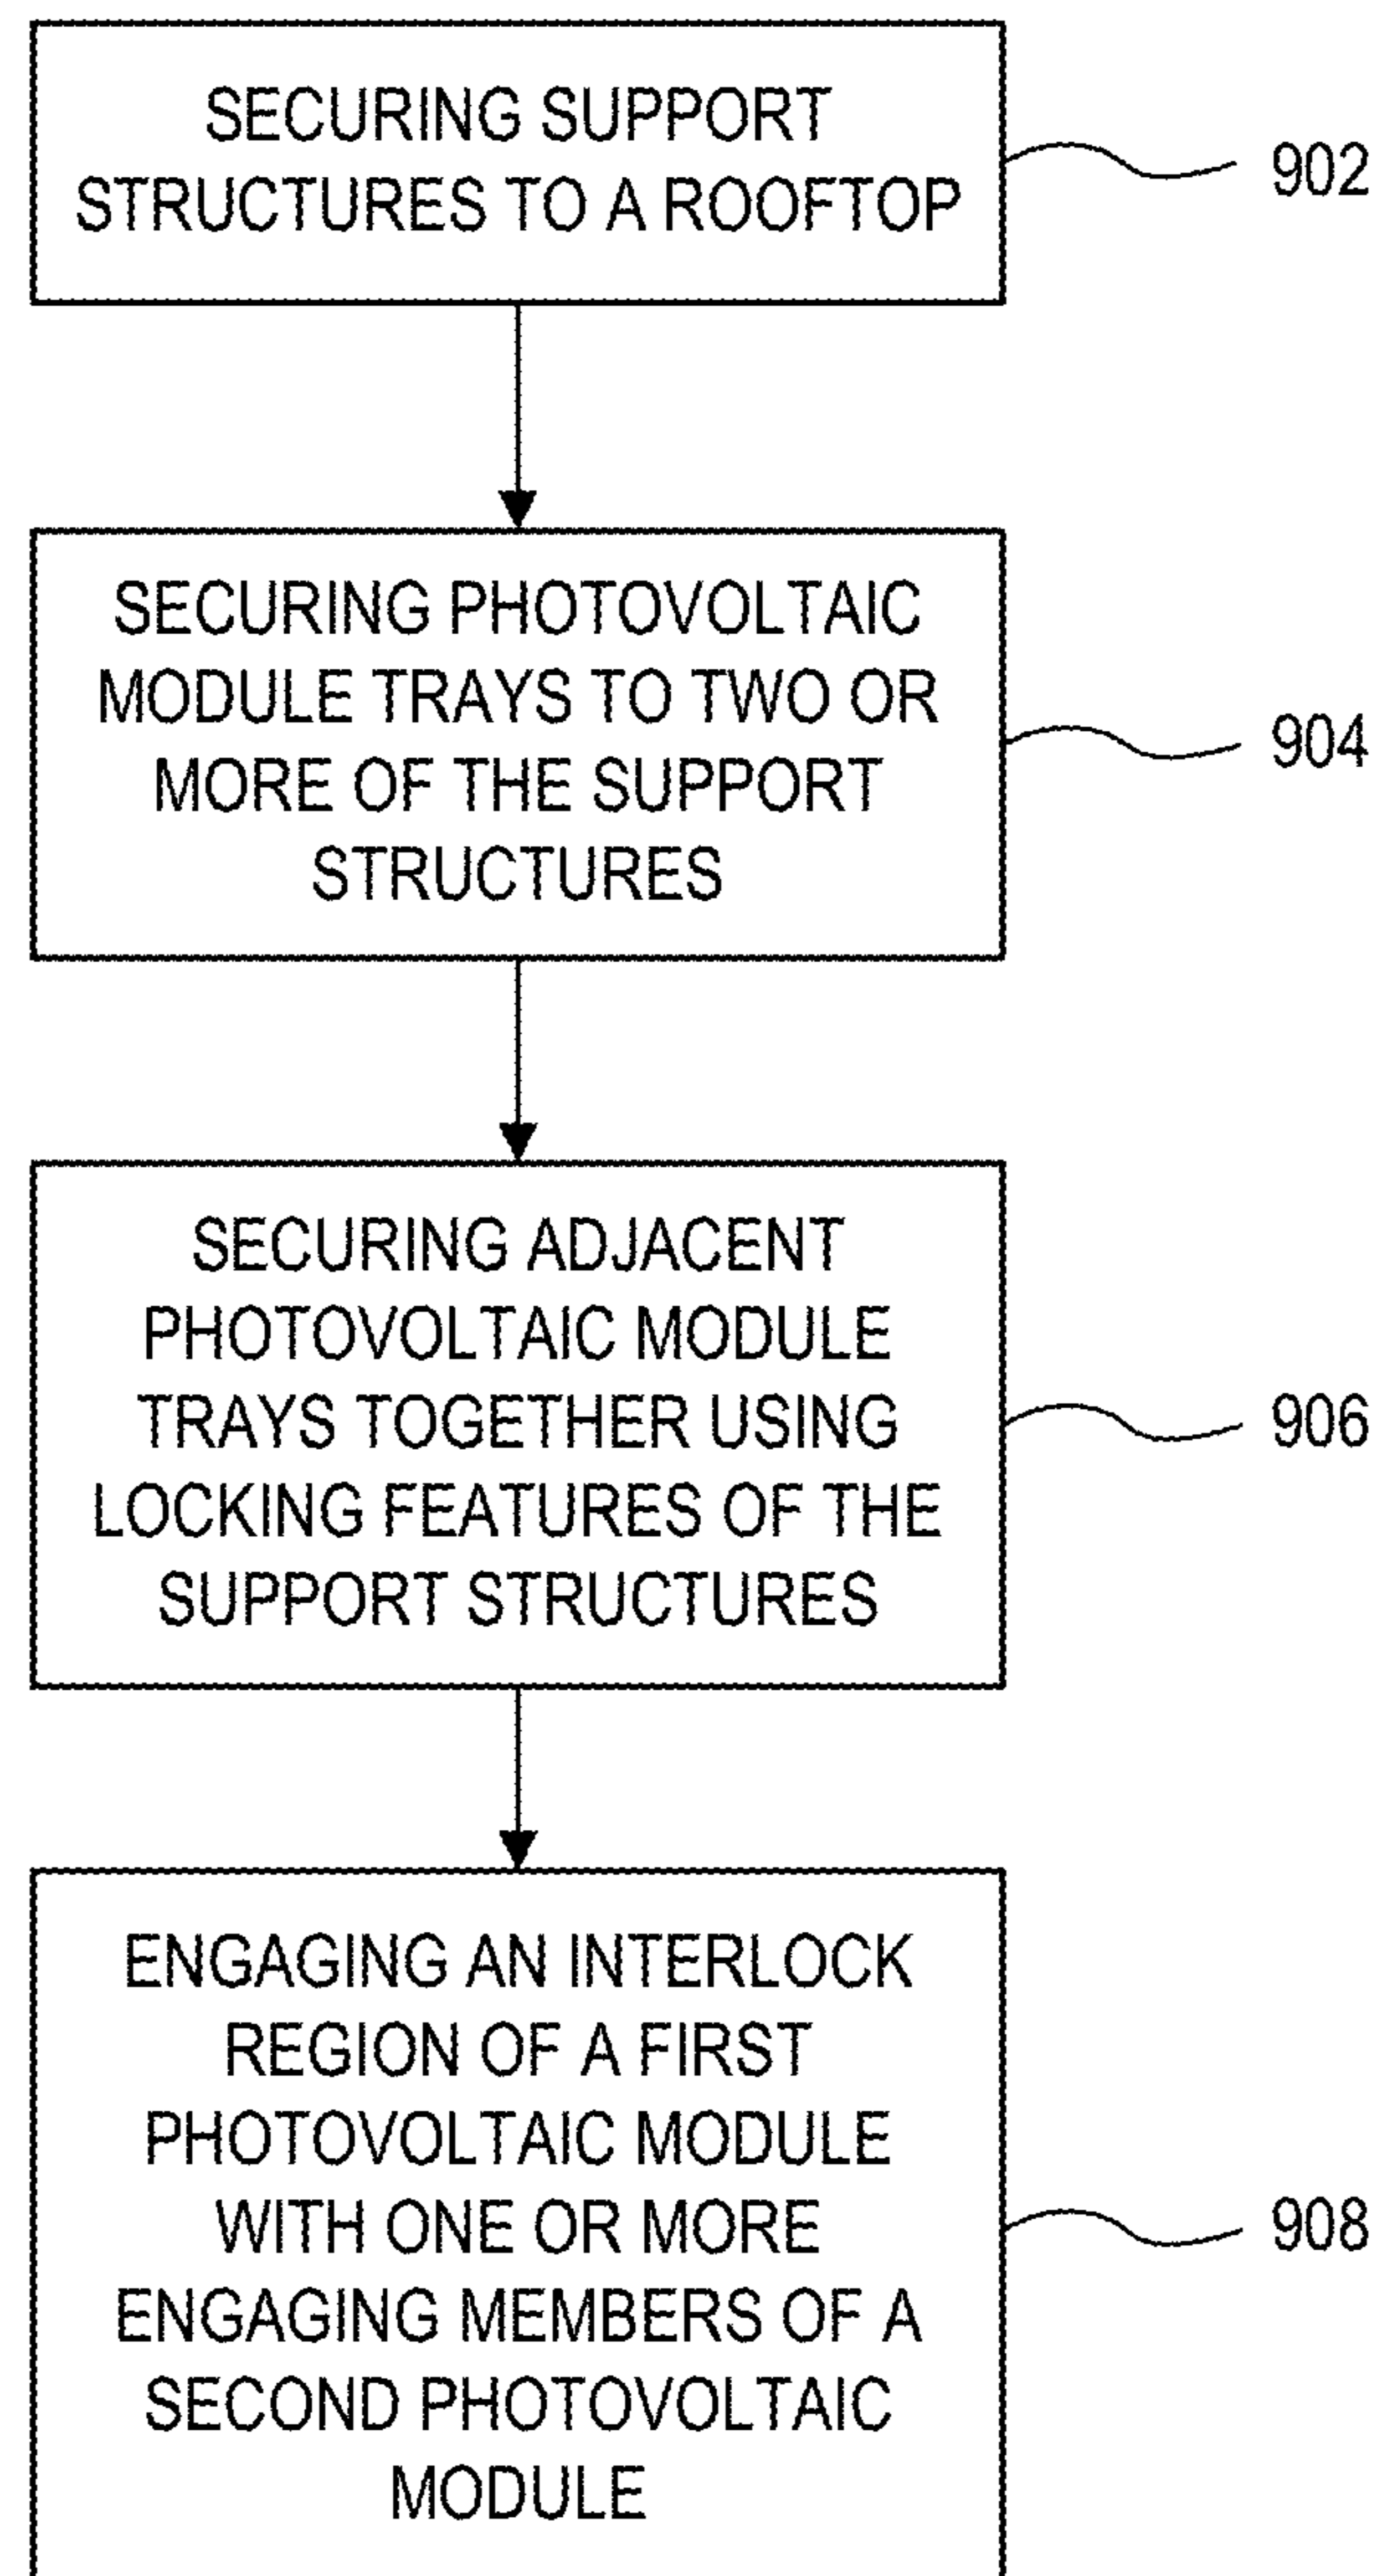 SECURING SUPPORT
STRUCTURES TO A ROOFTOP
902
SECURING PHOTOVOLTAIC
MODULE TRAYS TO TWO OR
MORE OF THE SUPPORT
STRUCTURES
904
SECURING ADJACENT
PHOTOVOLTAIC MODULE
TRAYS TOGETHER USING
LOCKING FEATURES OF THE
SUPPORT STRUCTURES
906
ENGAGING AN INTERLOCK
REGION OF A FIRST
PHOTOVOLTAIC MODULE
WITH ONE OR MORE
ENGAGING MEMBERS OF A
SECOND PHOTOVOLTAIC
MODULE
908